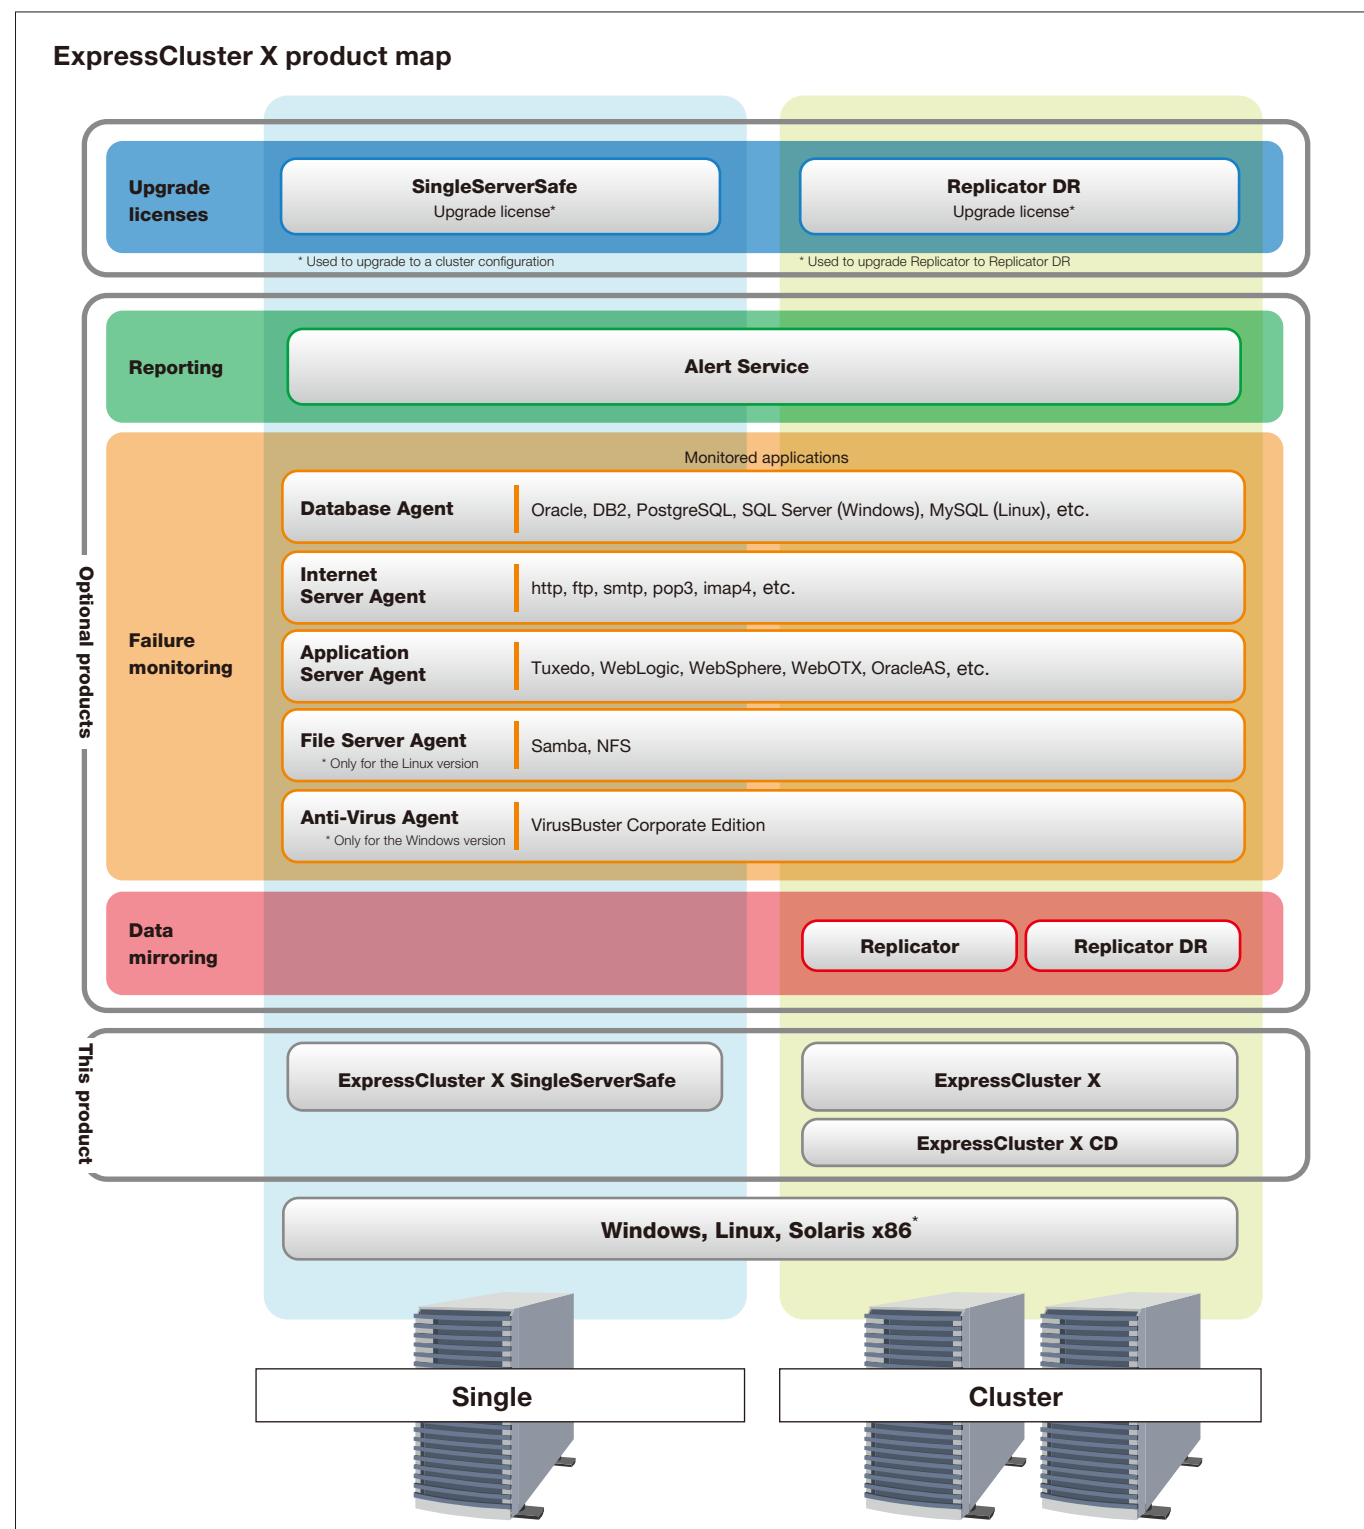 ExpressCluster X product map
Upgrade
licenses
SingleServerSafe
Upgrade license*
Replicator DR
Upgrade license*
* Used to upgrade to a cluster configuration
* Used to upgrade Replicator to Replicator DR
Optional products
Reporting
Alert Service
Failure
monitoring
Monitored applications
Database Agent
Oracle, DB2, PostgreSQL, SQL Server (Windows), MySQL (Linux), etc.
Internet
Server Agent
http, ftp, smtp, pop3, imap4, etc.
Application
Server Agent
Tuxedo, WebLogic, WebSphere, WebOTX, OracleAS, etc.
File Server Agent
* Only for the Linux version
Samba, NFS
Anti-Virus Agent
* Only for the Windows version
VirusBuster Corporate Edition
Data
mirroring
Replicator
Replicator DR
This product
ExpressCluster X SingleServerSafe
ExpressCluster X
ExpressCluster X CD
Windows, Linux, Solaris x86*
Single
Cluster